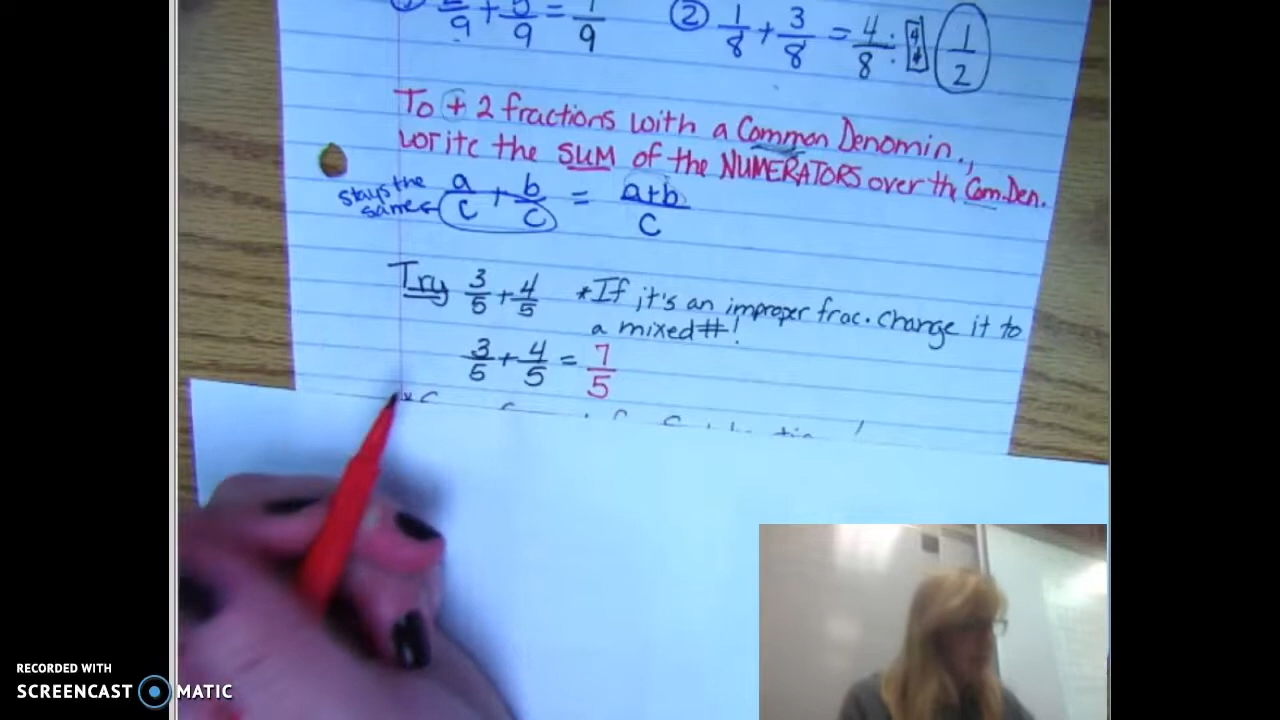 + /9 = /9 ② 1/8 + 3/8 = 4/8 : 4/4 1/2
To + 2 fractions with a Common Denomin.,
write the SUM of the NUMERATORS over the Com.Den.
stays the same a/c + b/c = a+b/c
Try 3/5 + 4/5 *If it's an improper frac. change it to
a mixed #!
3/5 + 4/5 = 7/5
RECORDED WITH
SCREENCAST MATIC